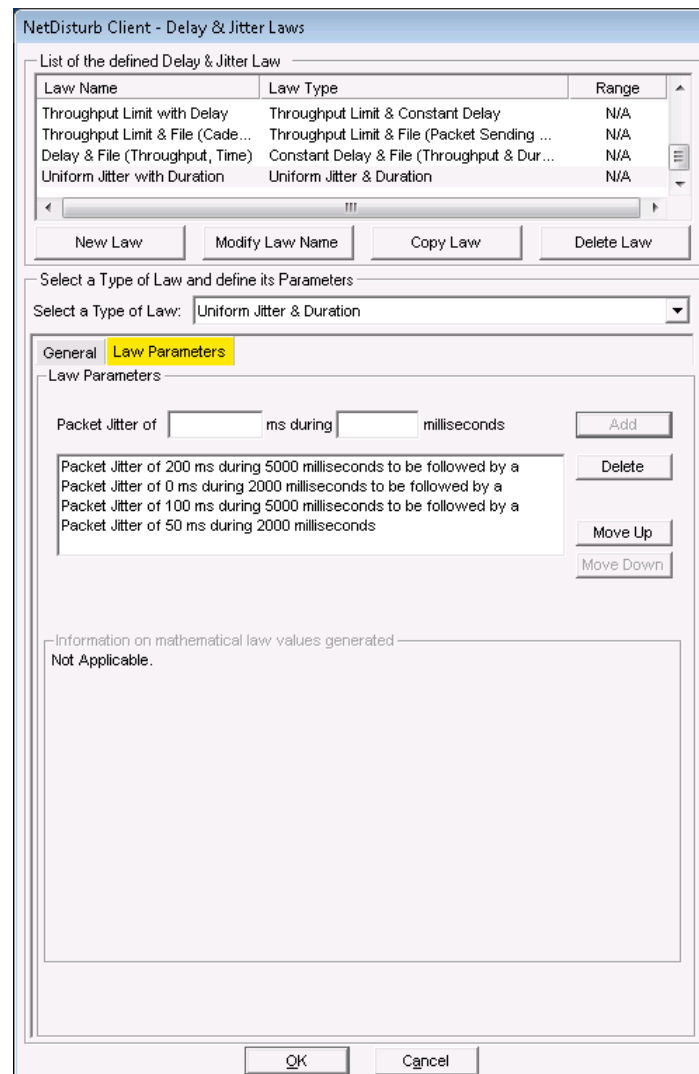 NetDisturb Client - Delay & Jitter Laws
List of the defined Delay & Jitter Law
Law Name Law Type Range
Throughput Limit with Delay Throughput Limit & Constant Delay N/A
Throughput Limit & File (Cade... Throughput Limit & File (Packet Sending ... N/A
Delay & File (Throughput, Time) Constant Delay & File (Throughput & Dur... N/A
Uniform Jitter with Duration Uniform Jitter & Duration N/A
New Law Modify Law Name Copy Law Delete Law
Select a Type of Law and define its Parameters
Select a Type of Law: Uniform Jitter & Duration
General Law Parameters
Law Parameters
Packet Jitter of ms during milliseconds Add
Packet Jitter of 200 ms during 5000 milliseconds to be followed by a
Packet Jitter of 0 ms during 2000 milliseconds to be followed by a
Packet Jitter of 100 ms during 5000 milliseconds to be followed by a
Packet Jitter of 50 ms during 2000 milliseconds
Delete
Move Up
Move Down
Information on mathematical law values generated
Not Applicable.
OK Cancel